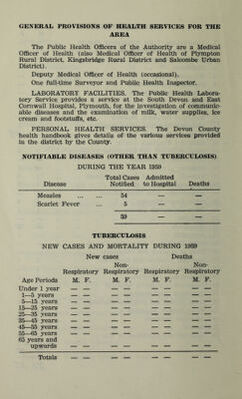 GENERAL PROVISIONS OF HEALTH SERVICES FOR THE
AREA
The Public Health Officers of the Authority are a Medical
Officer of Health (also Medical Officer of Health of Plympton
Rural District, Kingsbridge Rural District and Salcombe Urban
District).
Deputy Medical Officer of Health (occasional).
One full-time Surveyor and Public Health Inspector.
LABORATORY FACILITIES. The Public Health Labora-
tory Service provides a service at the South Devon and East
Cornwall Hospital, Plymouth, for the investigation of communic-
able diseases and the examination of milk, water supplies, ice
cream and footstuffs, etc.
PERSONAL HEALTH SERVICES. The Devon County
health handbook gives details of the various services provided
in the district by the County.
NOTIFIABLE DISEASES (OTHER THAN TUBERCULOSIS)
DURING THE YEAR 1959
Total Cases Admitted
Disease Notified to Hospital Deaths
Measles ... ... 54 — —
Scarlet Fever ... 5 — —
59 — —
TUBERCULOSIS
NEW CASES AND MORTALITY DURING 1959
New cases Deaths
Non- Non-
Respiratory Respiratory Respiratory Respiratory
Age Periods M. F. M. F. M. F. M. F.
Under 1 year — — — — — — — —
1—5 years — — — — — — — —
5—15 years — — — — — — — —
15—25 years — — — — — — — —
25—35 years — — — — — — — —
35—45 years — — — — — — — —
45—55 years — — — — — — — —
55—65 years — — — — — — — —
65 years and
upwards — — — — — — — —
Totals — — — — — — — —